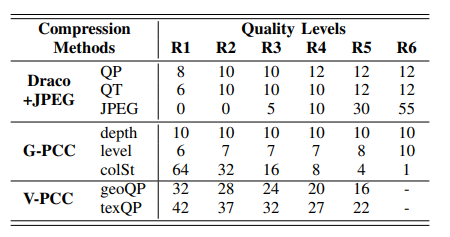 Compression Methods Quality Levels
R1 R2 R3 R4 R5 R6
Draco +JPEG QP 8 10 10 12 12 12
QT 6 10 10 10 12 12
JPEG 0 0 5 10 30 55
G-PCC depth 10 10 10 10 10 10
level 6 7 7 7 8 10
colSt 64 32 16 8 4 1
V-PCC geoQP 32 28 24 20 16 -
texQP 42 37 32 27 22 -